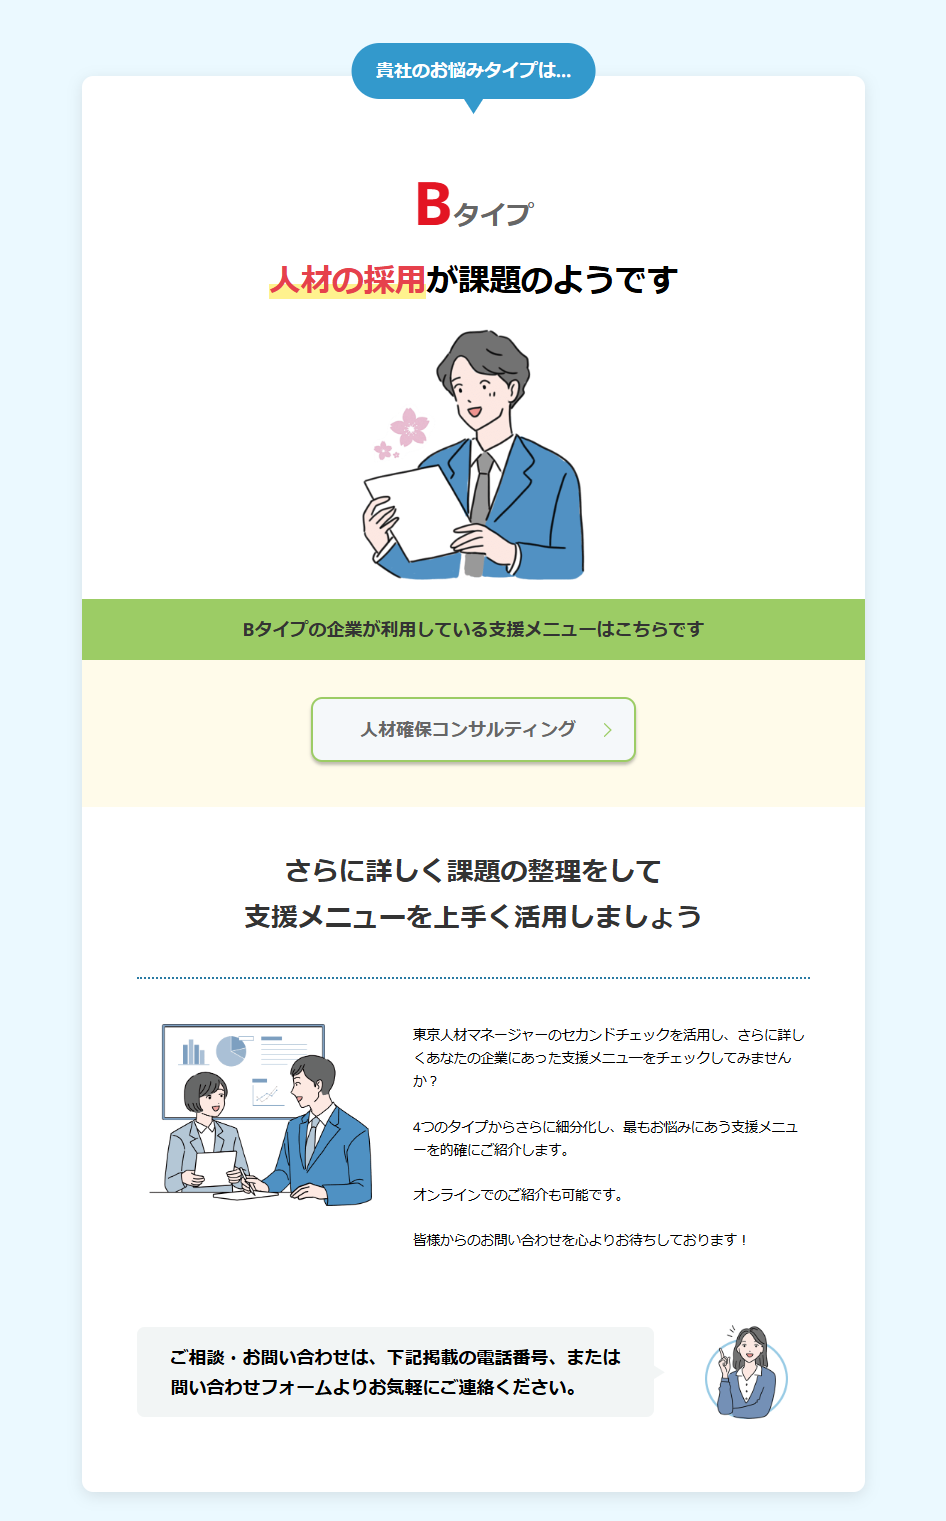 貴社のお悩みタイプは...
Bタイプ
人材の採用が課題のようです
Bタイプの企業が利用している支援メニューはこちらです
人材確保コンサルティング
さらに詳しく課題の整理をして
支援メニューを上手く活用しましょう
東京人材マネージャーのセカンドチェックを活用し、さらに詳し
くあなたの企業にあった支援メニューをチェックしてみません
か？
4つのタイプからさらに細分化し、最もお悩みにあう支援メニュ
ーを的確にご紹介します。
オンラインでのご紹介も可能です。
皆様からのお問い合わせを心よりお待ちしております！
ご相談・お問い合わせは、下記掲載の電話番号、または
問い合わせフォームよりお気軽にご連絡ください。